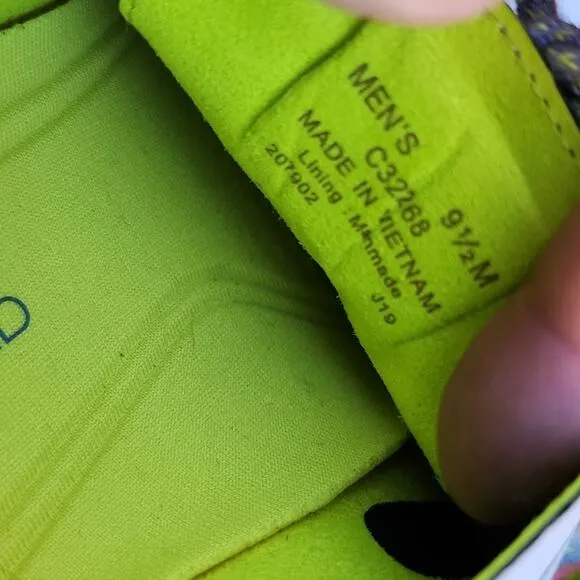 MEN'S
C32268 9½M
MADE IN VIETNAM
Lining : Manmade
207902 J19
D